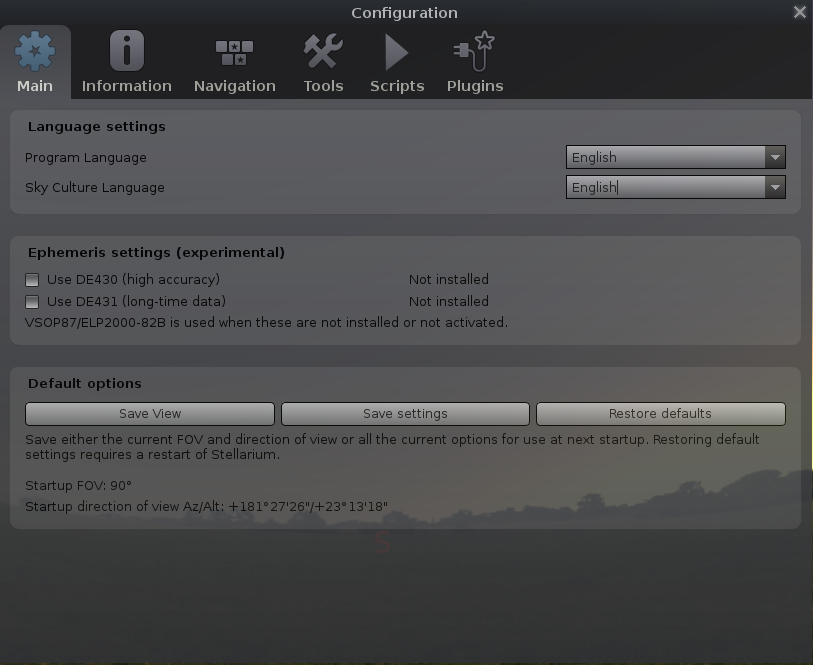 Configuration
Main
Information
Navigation
Tools
Scripts
Plugins
Language settings
Program Language
English
Sky Culture Language
English
Ephemeris settings (experimental)
Use DE430 (high accuracy)
Not installed
Use DE431 (long-time data)
Not installed
VSOP87/ELP2000-82B is used when these are not installed or not activated.
Default options
Save View
Save settings
Restore defaults
Save either the current FOV and direction of view or all the current options for use at next startup. Restoring default
settings requires a restart of Stellarium.
Startup FOV: 90°
Startup direction of view Az/Alt: +181°27'26"/+23°13'18"
S